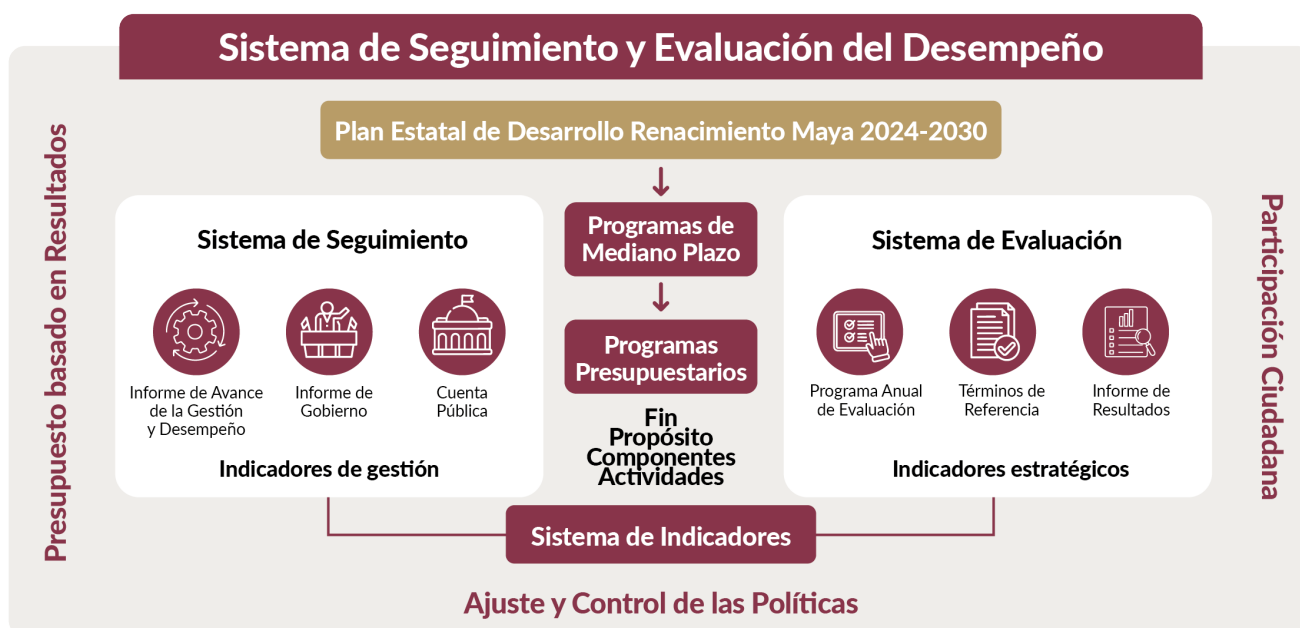 Sistema de Seguimiento y Evaluación del Desempeño
Plan Estatal de Desarrollo Renacimiento Maya 2024-2030
Presupuesto basado en Resultados
Sistema de Seguimiento
Informe de Avance
de la Gestión
y Desempeño
Informe de
Gobierno
Cuenta
Pública
Indicadores de gestión
Programas de
Mediano Plazo
Programas
Presupuestarios
Fin
Propósito
Componentes
Actividades
Sistema de Evaluación
Programa Anual
de Evaluación
Términos de
Referencia
Informe de
Resultados
Indicadores estratégicos
Participación Ciudadana
Sistema de Indicadores
Ajuste y Control de las Políticas